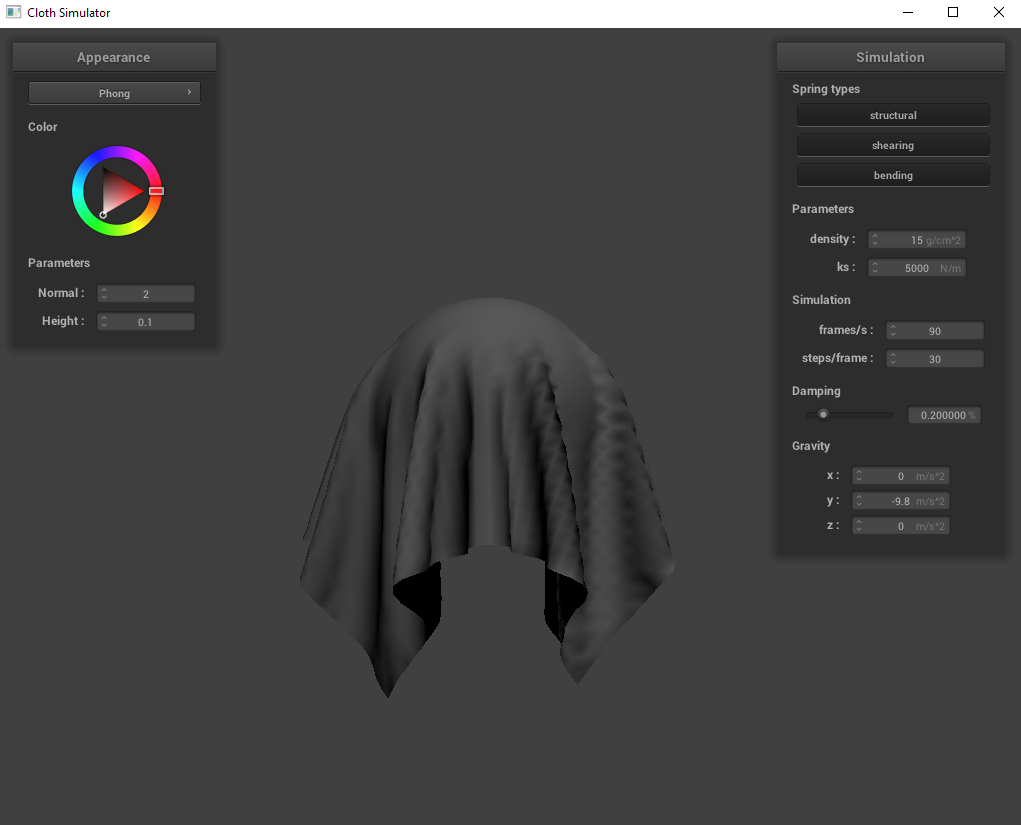 Cloth Simulator
Appearance
Phong
Color
Parameters
Normal : 2
Height : 0.1
Simulation
Spring types
structural
shearing
bending
Parameters
density : 15 g/cm^2
ks : 5000 N/m
Simulation
frames/s : 90
steps/frame : 30
Damping
0.200000 %
Gravity
x : 0 m/s^2
y : -9.8 m/s^2
z : 0 m/s^2